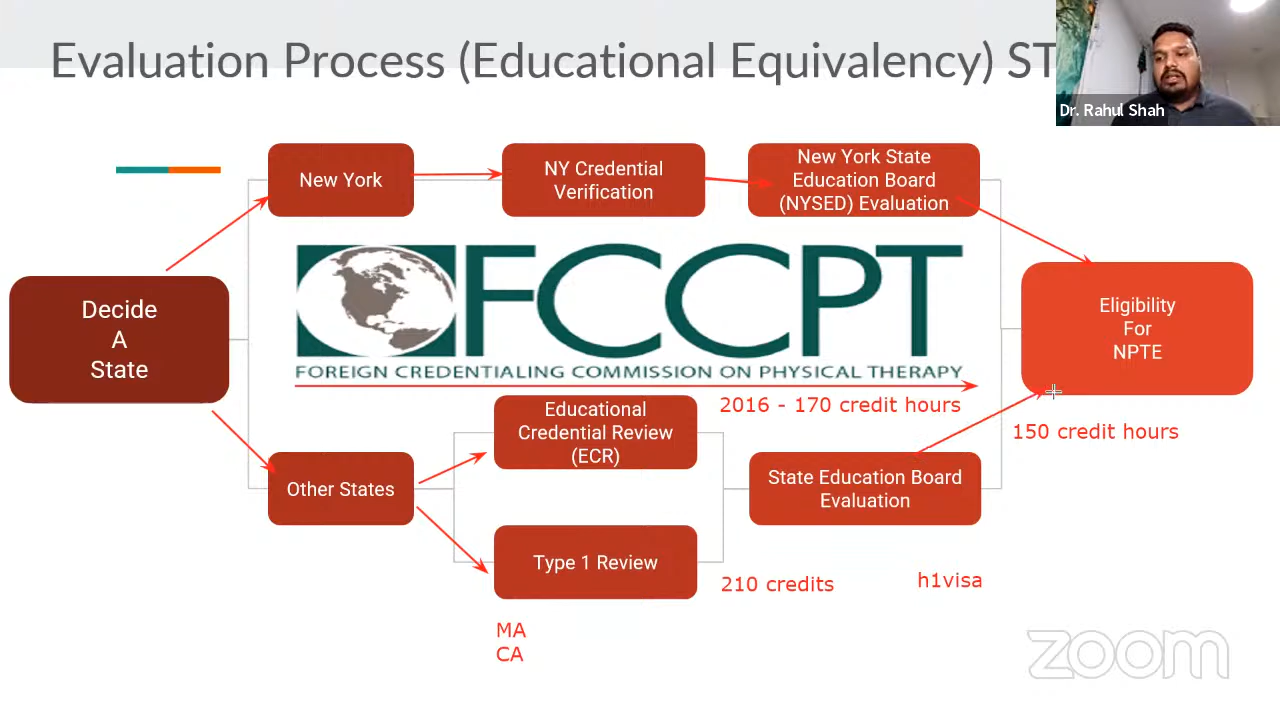 Evaluation Process (Educational Equivalency) ST
Dr. Rahul Shah
New York
NY Credential
Verification
New York State
Education Board
(NYSED) Evaluation
Decide
A
State
FCCPT
FOREIGN CREDENTIALING COMMISSION ON PHYSICAL THERAPY
Eligibility
For
NPTE
2016 - 170 credit hours
150 credit hours
Educational
Credential Review
(ECR)
Other States
State Education Board
Evaluation
Type 1 Review
210 credits
h1visa
MA
CA
zoom